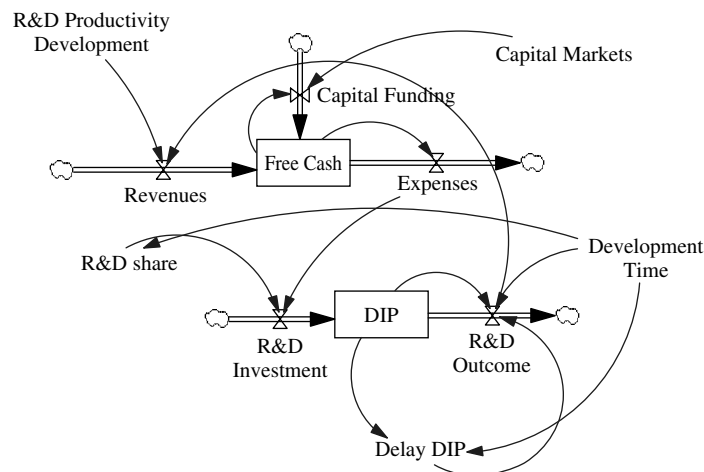 R&D Productivity
Development
Capital Markets
Capital Funding
Free Cash
Revenues
Expenses
R&D share
Development
Time
DIP
R&D
Investment
R&D
Outcome
Delay DIP